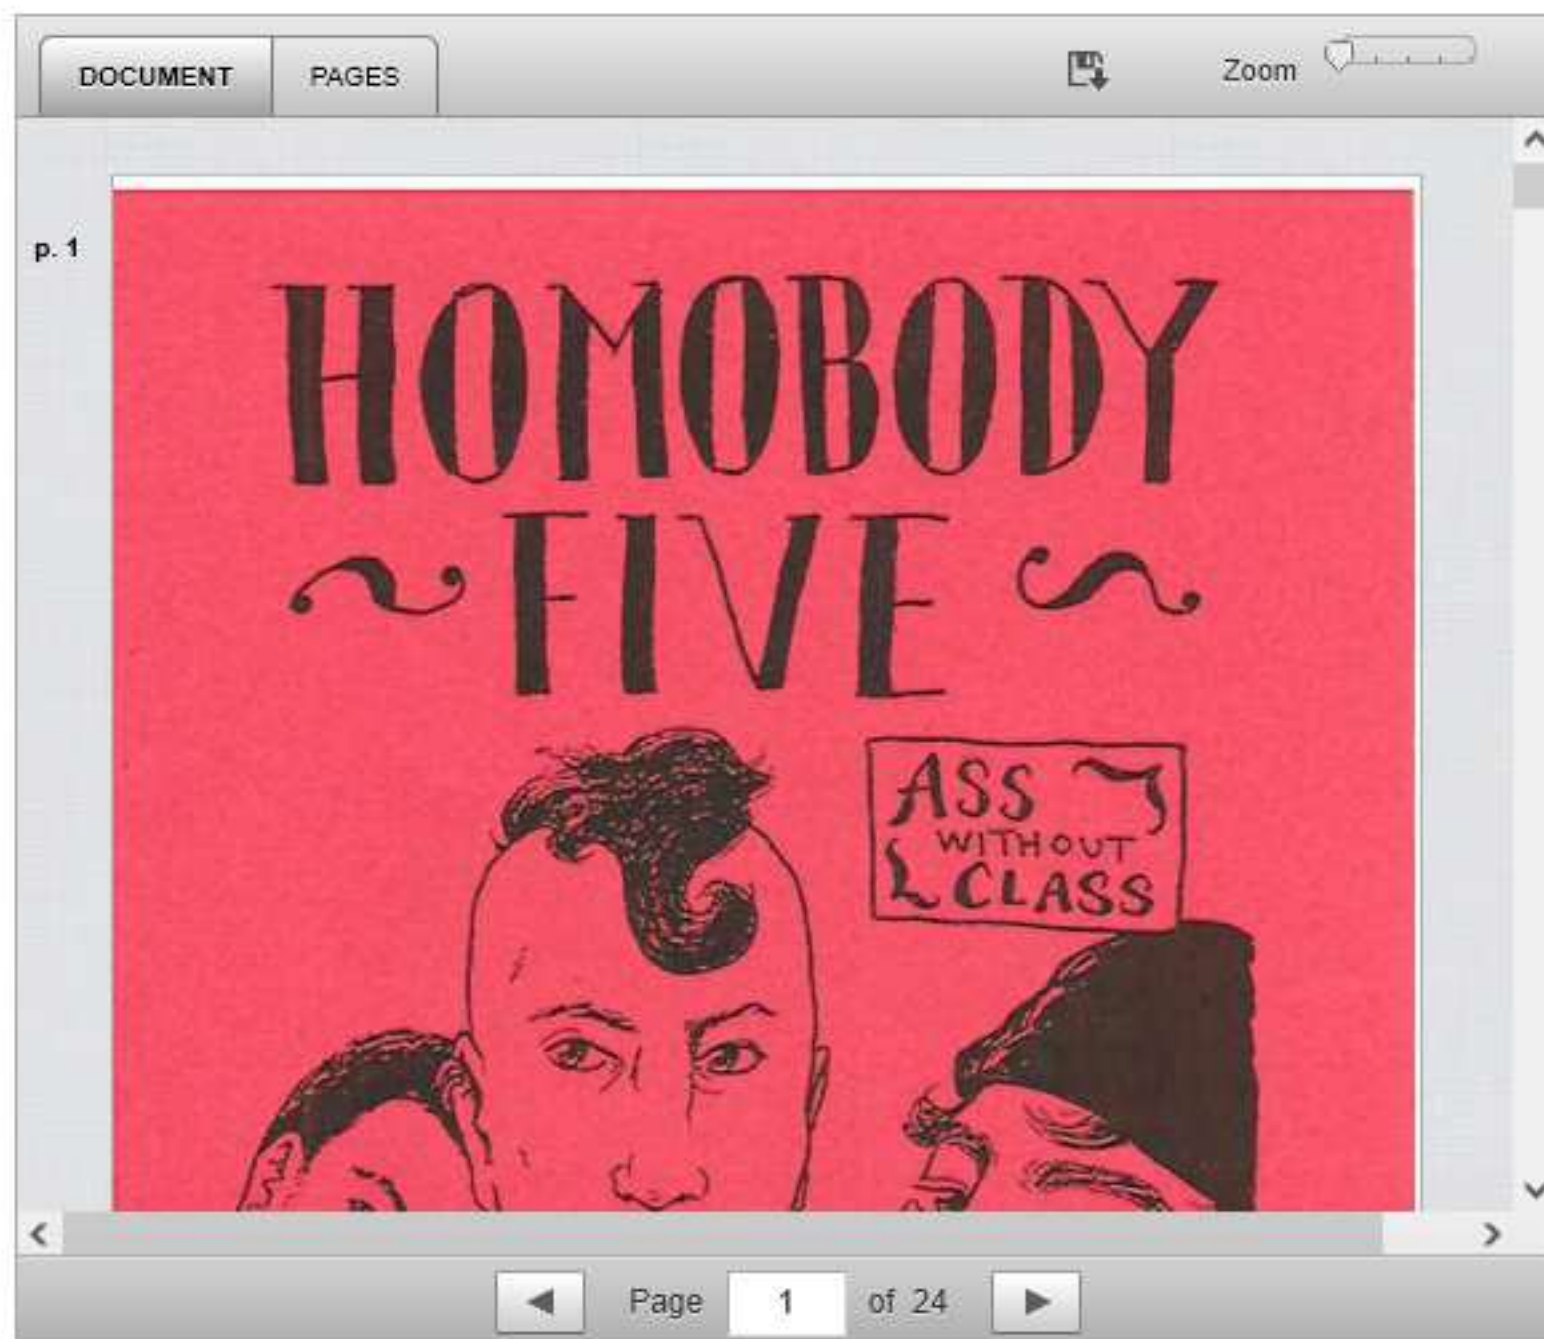 DOCUMENT PAGES Zoom
p. 1
HOMOBODY
FIVE
ASS
WITHOUT
CLASS
Page 1 of 24